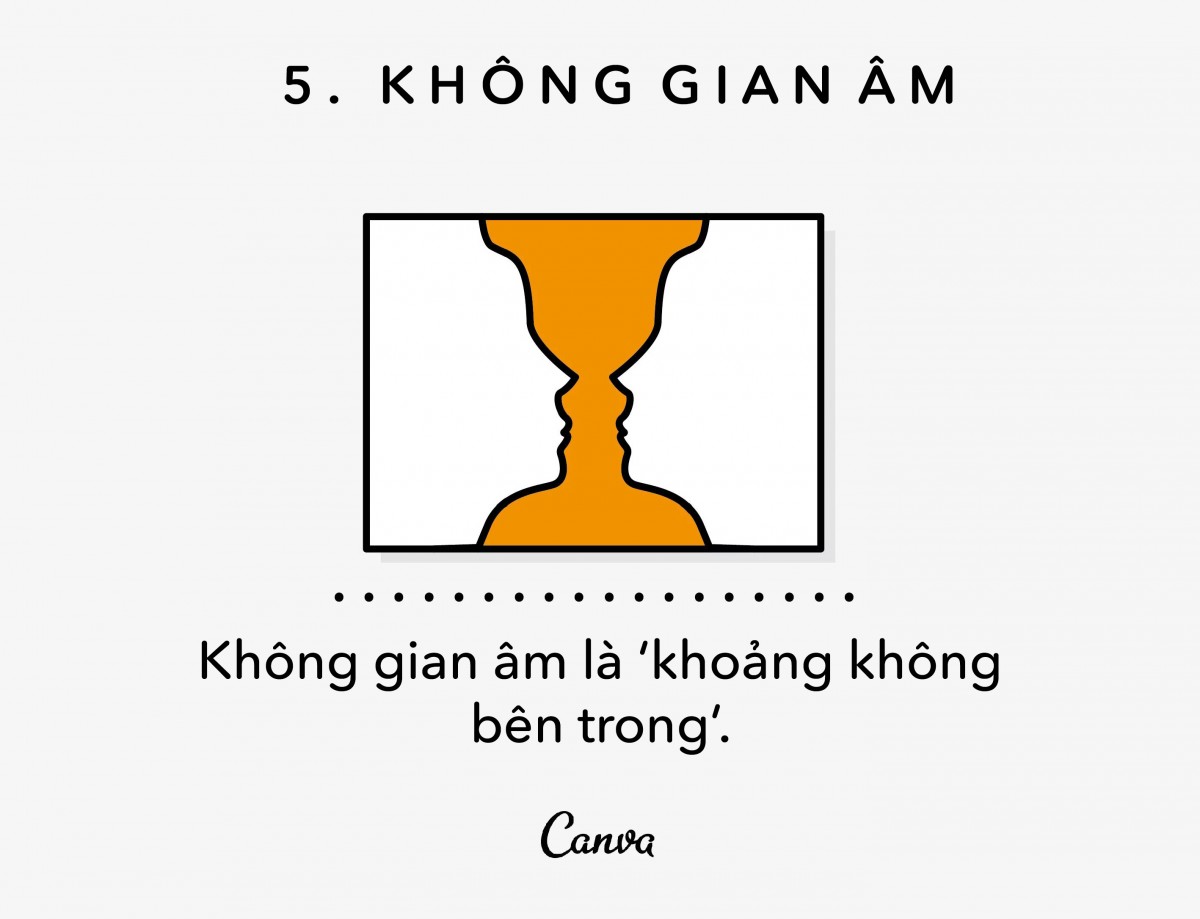 5. KHÔNG GIAN ÂM
Không gian âm là ‘khoảng không
bên trong’.
Canva